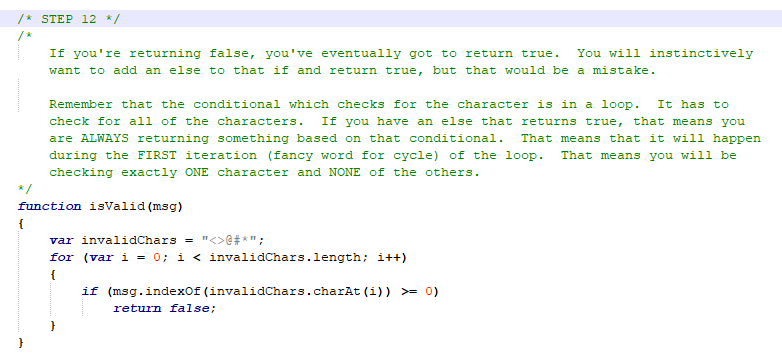 /* STEP 12 */
/*
If you're returning false, you've eventually got to return true.  You will instinctively
want to add an else to that if and return true, but that would be a mistake.
Remember that the conditional which checks for the character is in a loop.  It has to
check for all of the characters.  If you have an else that returns true, that means you
are ALWAYS returning something based on that conditional.  That means that it will happen
during the FIRST iteration (fancy word for cycle) of the loop.  That means you will be
checking exactly ONE character and NONE of the others.
*/
function isValid(msg)
{
    var invalidChars = "<>@#*";
    for (var i = 0; i < invalidChars.length; i++)
    {
        if (msg.indexOf(invalidChars.charAt(i)) >= 0)
            return false;
    }
}